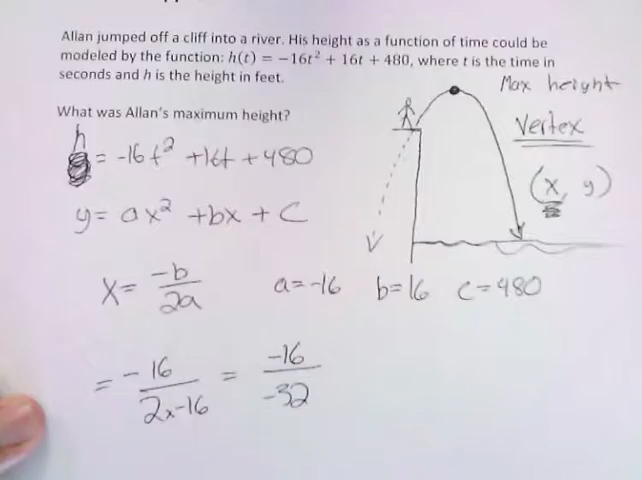 Allan jumped off a cliff into a river. His height as a function of time could be
modeled by the function: h(t) = −16t² + 16t + 480, where t is the time in
seconds and h is the height in feet.
What was Allan's maximum height?
Max height
Vertex
(x, y)
h = -16t² +16t + 480
y = ax² + bx + C
x = -b/2a
a = -16 b = 16 C = 480
= -16/2x-16 = -16/-32